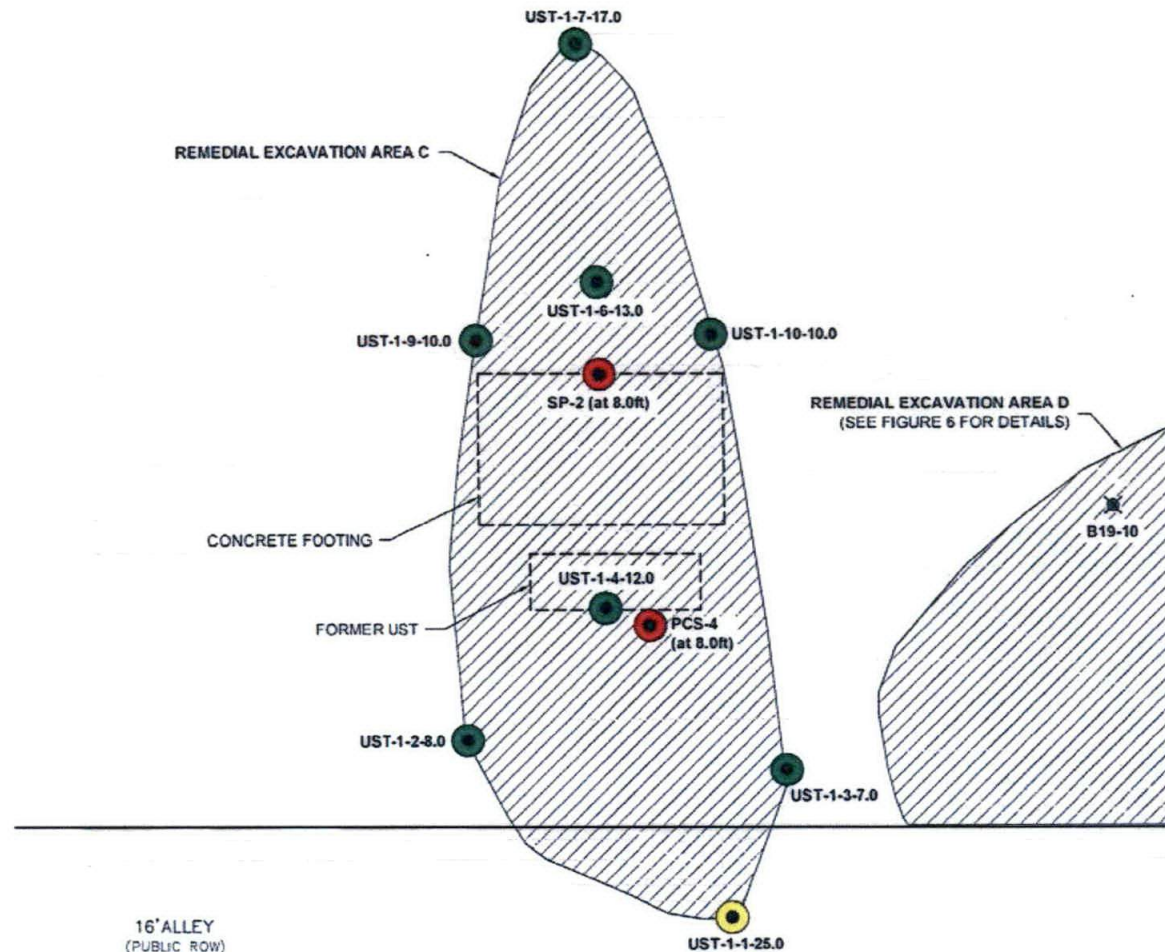 UST-1-7-17.0
REMEDIAL EXCAVATION AREA C
UST-1-6-13.0
UST-1-9-10.0
UST-1-10-10.0
SP-2 (at 8.0ft)
REMEDIAL EXCAVATION AREA D
(SEE FIGURE 6 FOR DETAILS)
B19-10
CONCRETE FOOTING
UST-1-4-12.0
FORMER UST
PCS-4
(at 8.0ft)
UST-1-2-8.0
UST-1-3-7.0
16'ALLEY
(PUBLIC ROW)
UST-1-1-25.0